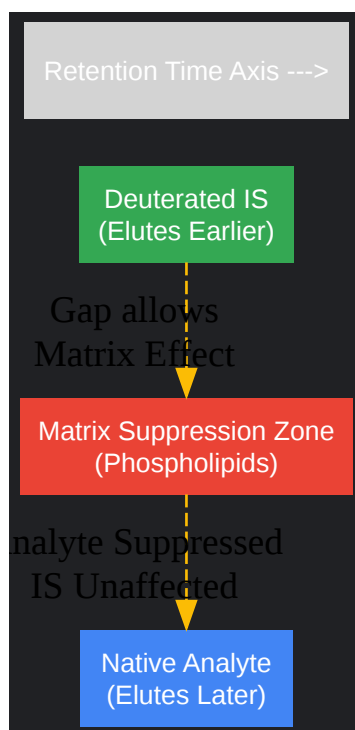 Retention Time Axis --->
Deuterated IS
(Elutes Earlier)
Gap allows
Matrix Effect
Matrix Suppression Zone
(Phospholipids)
nalyte Suppressed
IS Unaffected
Native Analyte
(Elutes Later)